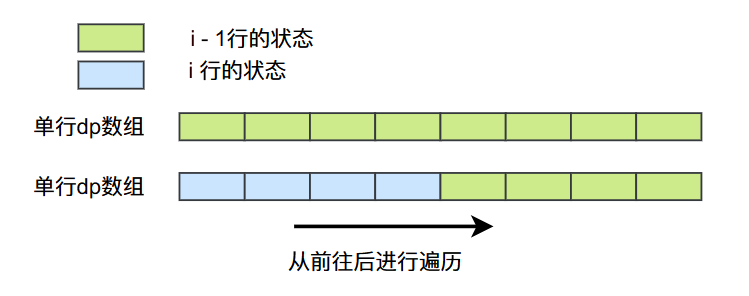 i - 1行的状态
i 行的状态
单行dp数组
单行dp数组
从前往后进行遍历